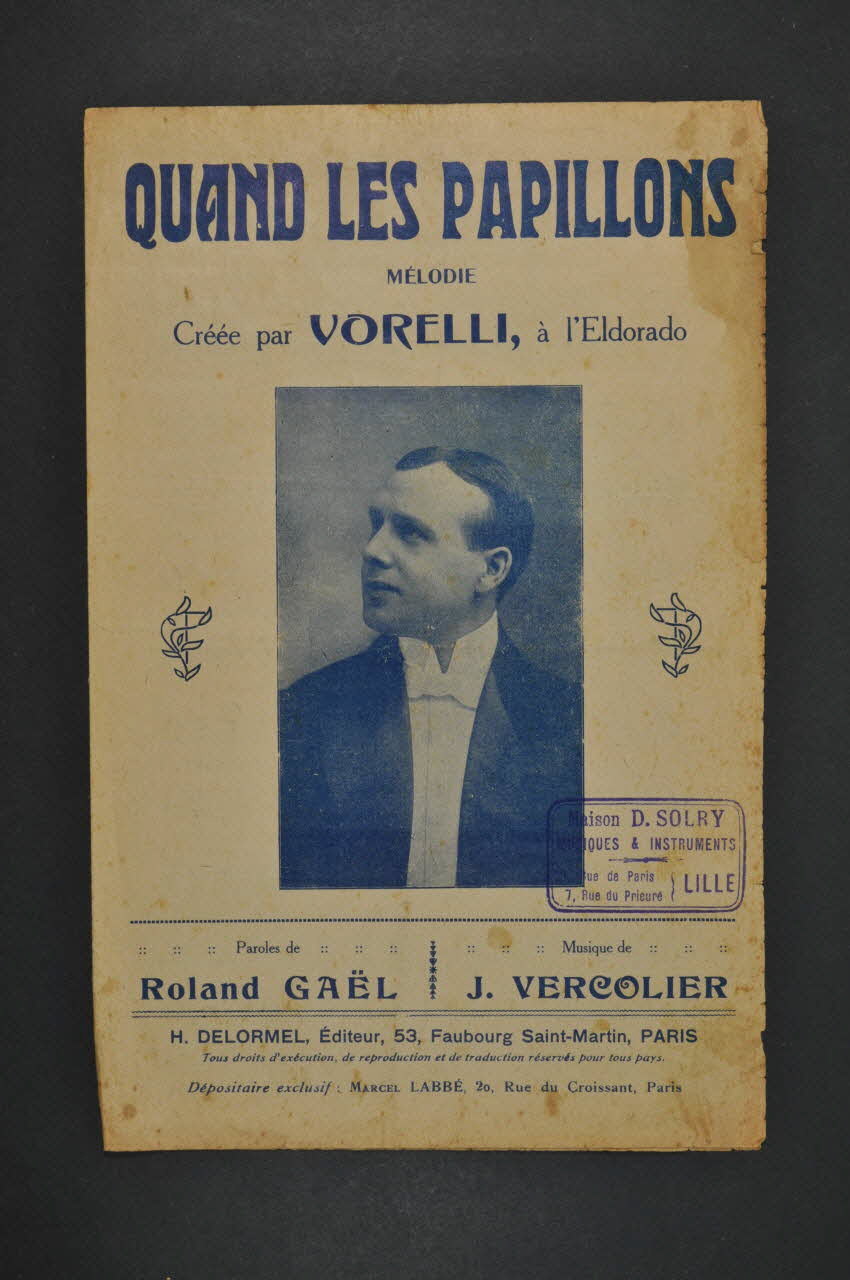 QUAND LES PAPILLONS
MÉLODIE
Créée par VORELLI, à l'Eldorado
Maison D. SOLRY
& INSTRUMENTS
Rue de Paris
7, Rue du Prieuré
LILLE
:: :: :: Paroles de :: :: ::
Roland GAËL
:: :: :: Musique de :: :: ::
J. VERCOLIER
H. DELORMEL, Éditeur, 53, Faubourg Saint-Martin, PARIS
Tous droits d'exécution, de reproduction et de traduction réservés pour tous pays.
Dépositaire exclusif : MARCEL LABBÉ, 20, Rue du Croissant, Paris